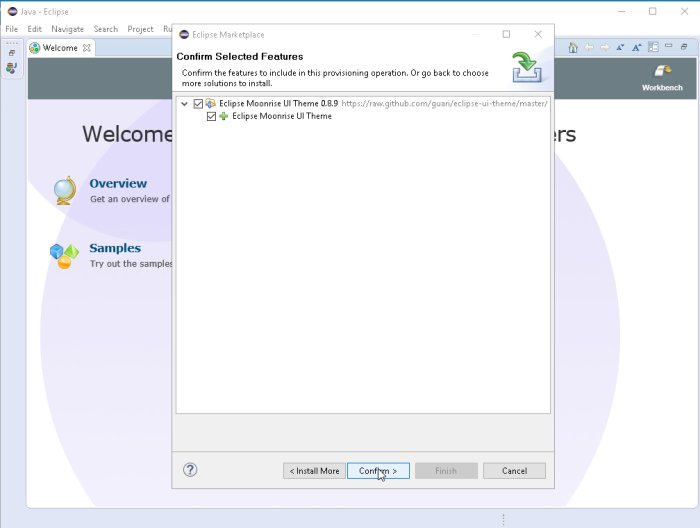 Java - Eclipse
File Edit Navigate Search Project
Welcome
Eclipse Marketplace
Confirm Selected Features
Confirm the features to include in this provisioning operation. Or go back to choose
more solutions to install.
Workbench
Eclipse Moonrise UI Theme 0.8.9 https://raw.github.com/guari/eclipse-ui-theme/master/
Eclipse Moonrise UI Theme
Welcome
Overview
Get an overview of
Samples
Try out the samples
< Install More Confirm > Finish Cancel